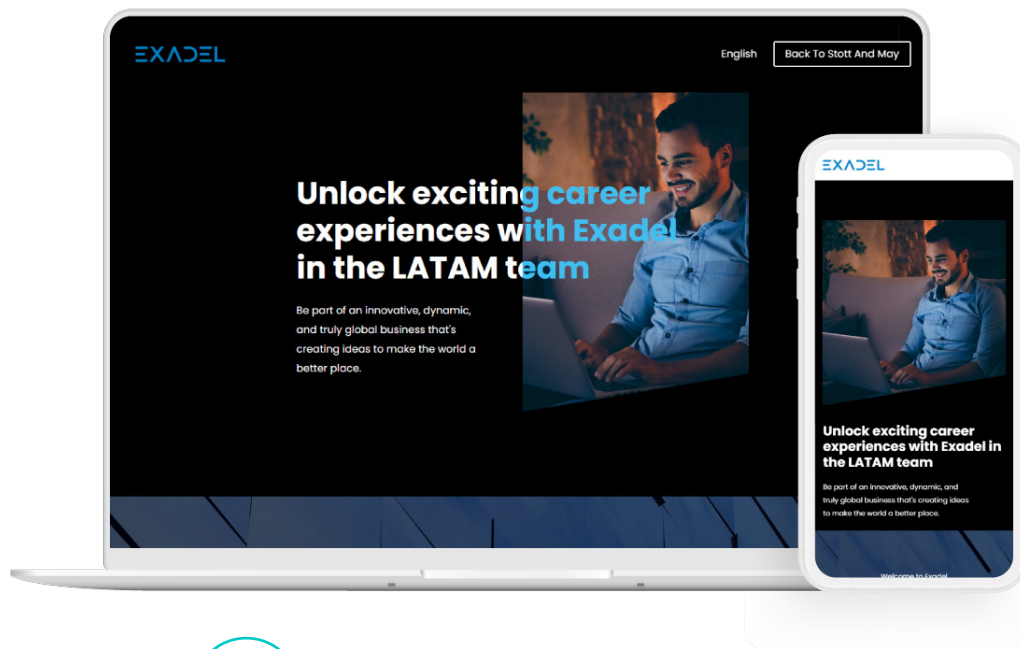 EXADEL
English
Back To Stott And May
Unlock exciting career
experiences with Exadel
in the LATAM team
Be part of an innovative, dynamic,
and truly global business that's
creating ideas to make the world a
better place.
EXADEL
Unlock exciting career
experiences with Exadel in
the LATAM team
Be part of an innovative, dynamic, and
truly global business that's creating ideas
to make the world a better place.
Welcome to Exadel